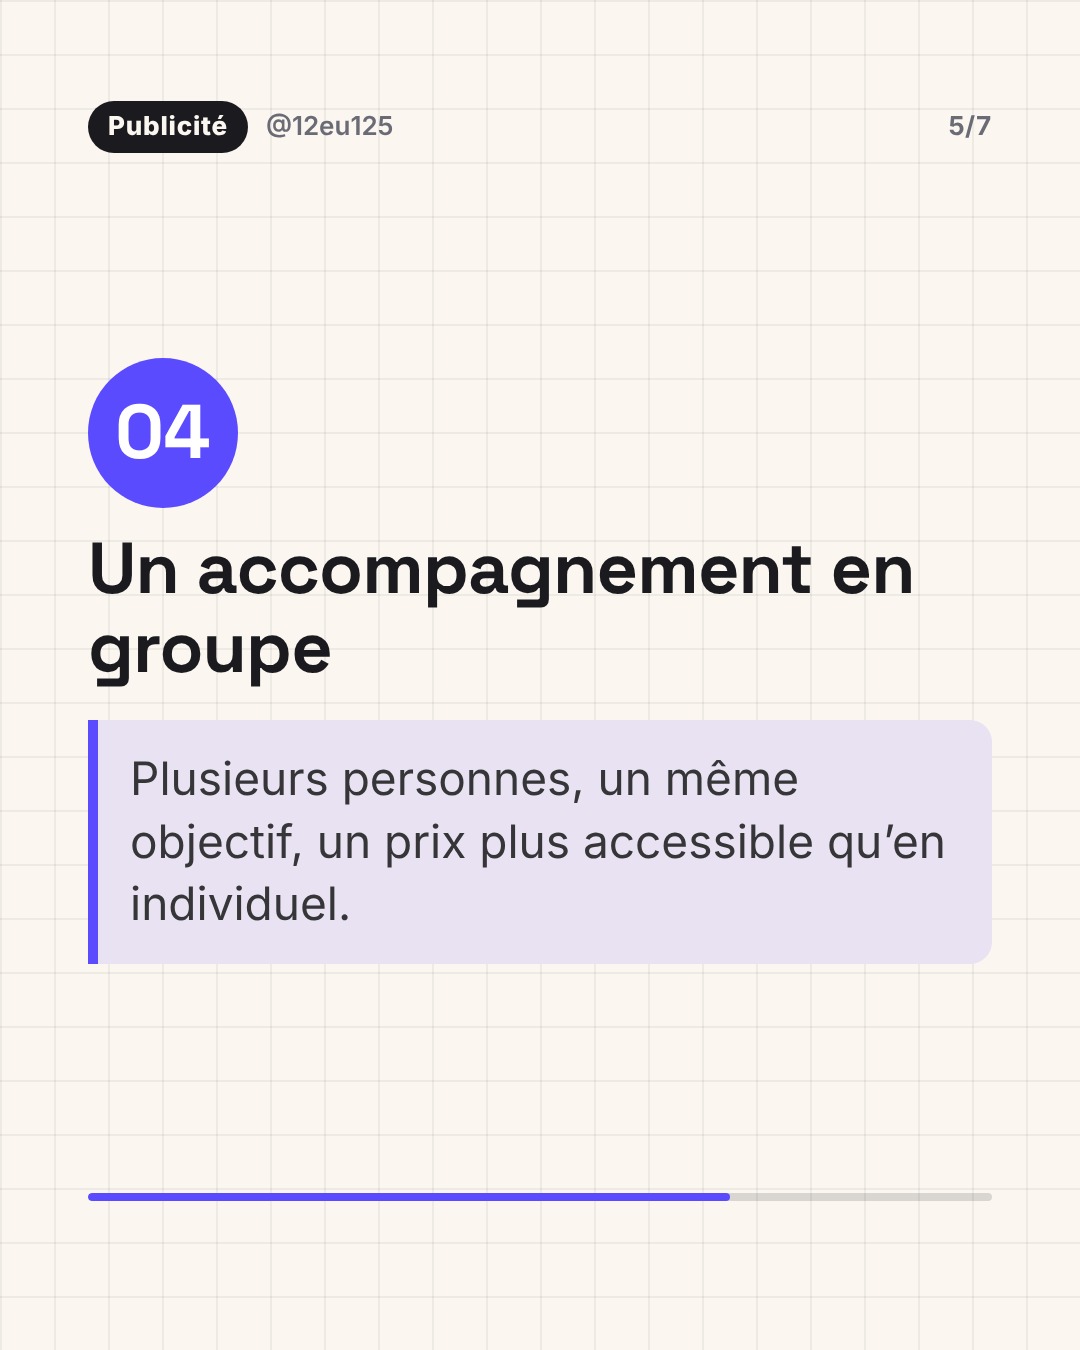 Publicité @12eu125 5/7
04
Un accompagnement en
groupe
Plusieurs personnes, un même
objectif, un prix plus accessible qu’en
individuel.